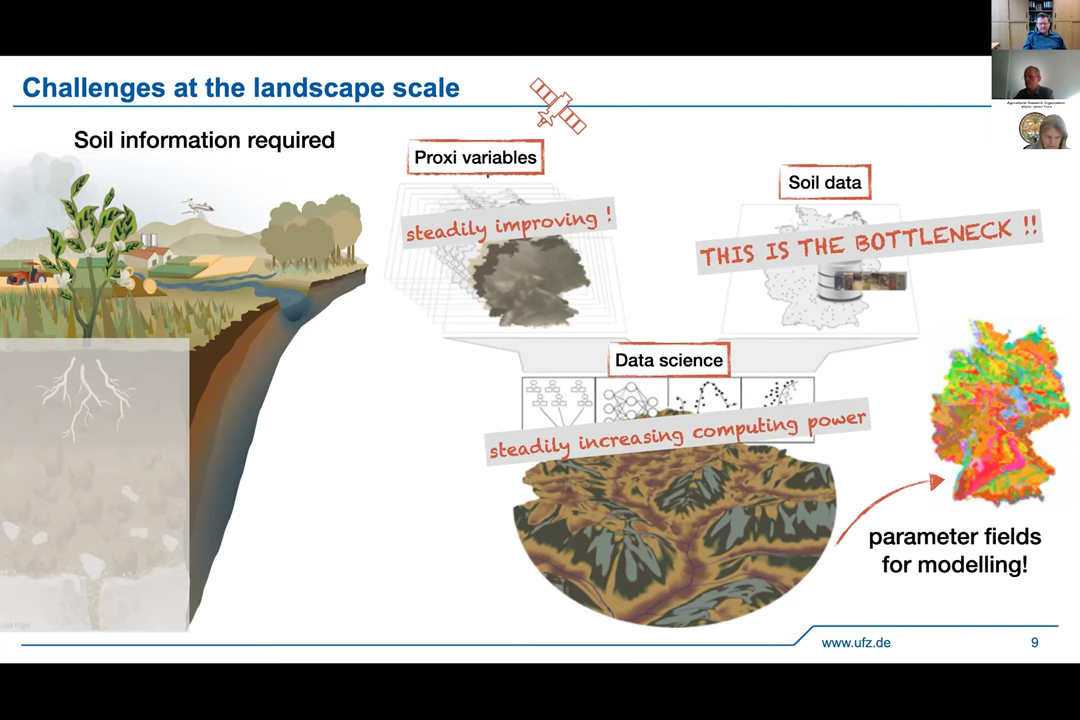 Challenges at the landscape scale
Soil information required
Proxi variables
steadily improving !
Soil data
THIS IS THE BOTTLENECK !!
Data science
steadily increasing computing power
parameter fields
for modelling!
www.ufz.de
9